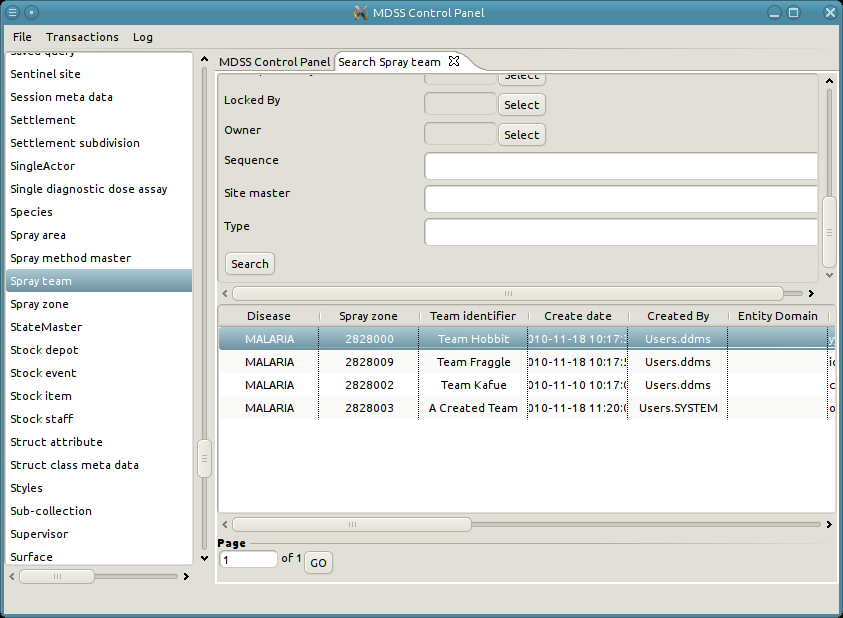 MDSS Control Panel
File Transactions Log
Saved query
Sentinel site
Session meta data
Settlement
Settlement subdivision
SingleActor
Single diagnostic dose assay
Species
Spray area
Spray method master
Spray team
Spray zone
StateMaster
Stock depot
Stock event
Stock item
Stock staff
Struct attribute
Struct class meta data
Styles
Sub-collection
Supervisor
Surface
MDSS Control Panel Search Spray team
Select
Locked By Select
Owner Select
Sequence
Site master
Type
Search
Disease Spray zone Team identifier Create date Created By Entity Domain
MALARIA 2828000 Team Hobbit 010-11-18 10:17: Users.ddms
MALARIA 2828009 Team Fraggle 010-11-18 10:17: Users.ddms
MALARIA 2828002 Team Kafue 010-11-10 10:17:0 Users.ddms
MALARIA 2828003 A Created Team 010-11-18 11:20:0 Users.SYSTEM
Page
1 of 1 GO